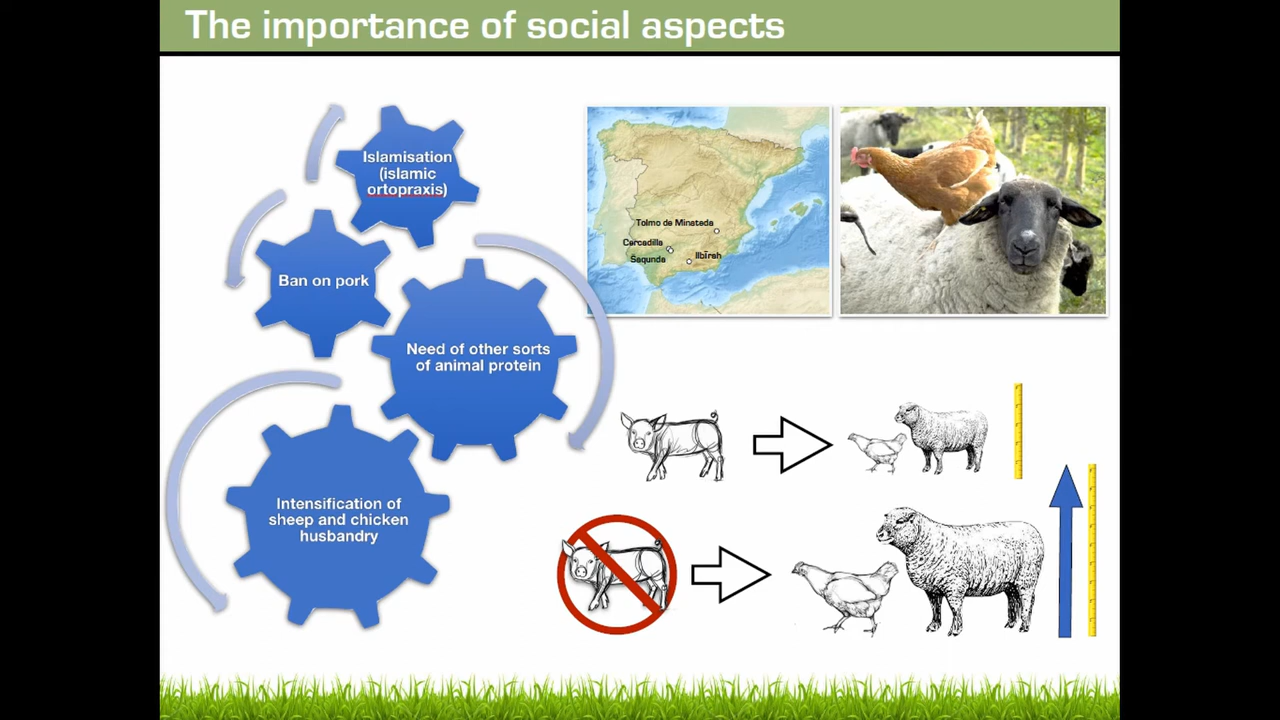 The importance of social aspects
Islamisation
(islamic
ortopraxis)
Ban on pork
Need of other sorts
of animal protein
Intensification of
sheep and chicken
husbandry
Tolmo de Minateda
Cercadilla
Šaqunda
Ilbīrah